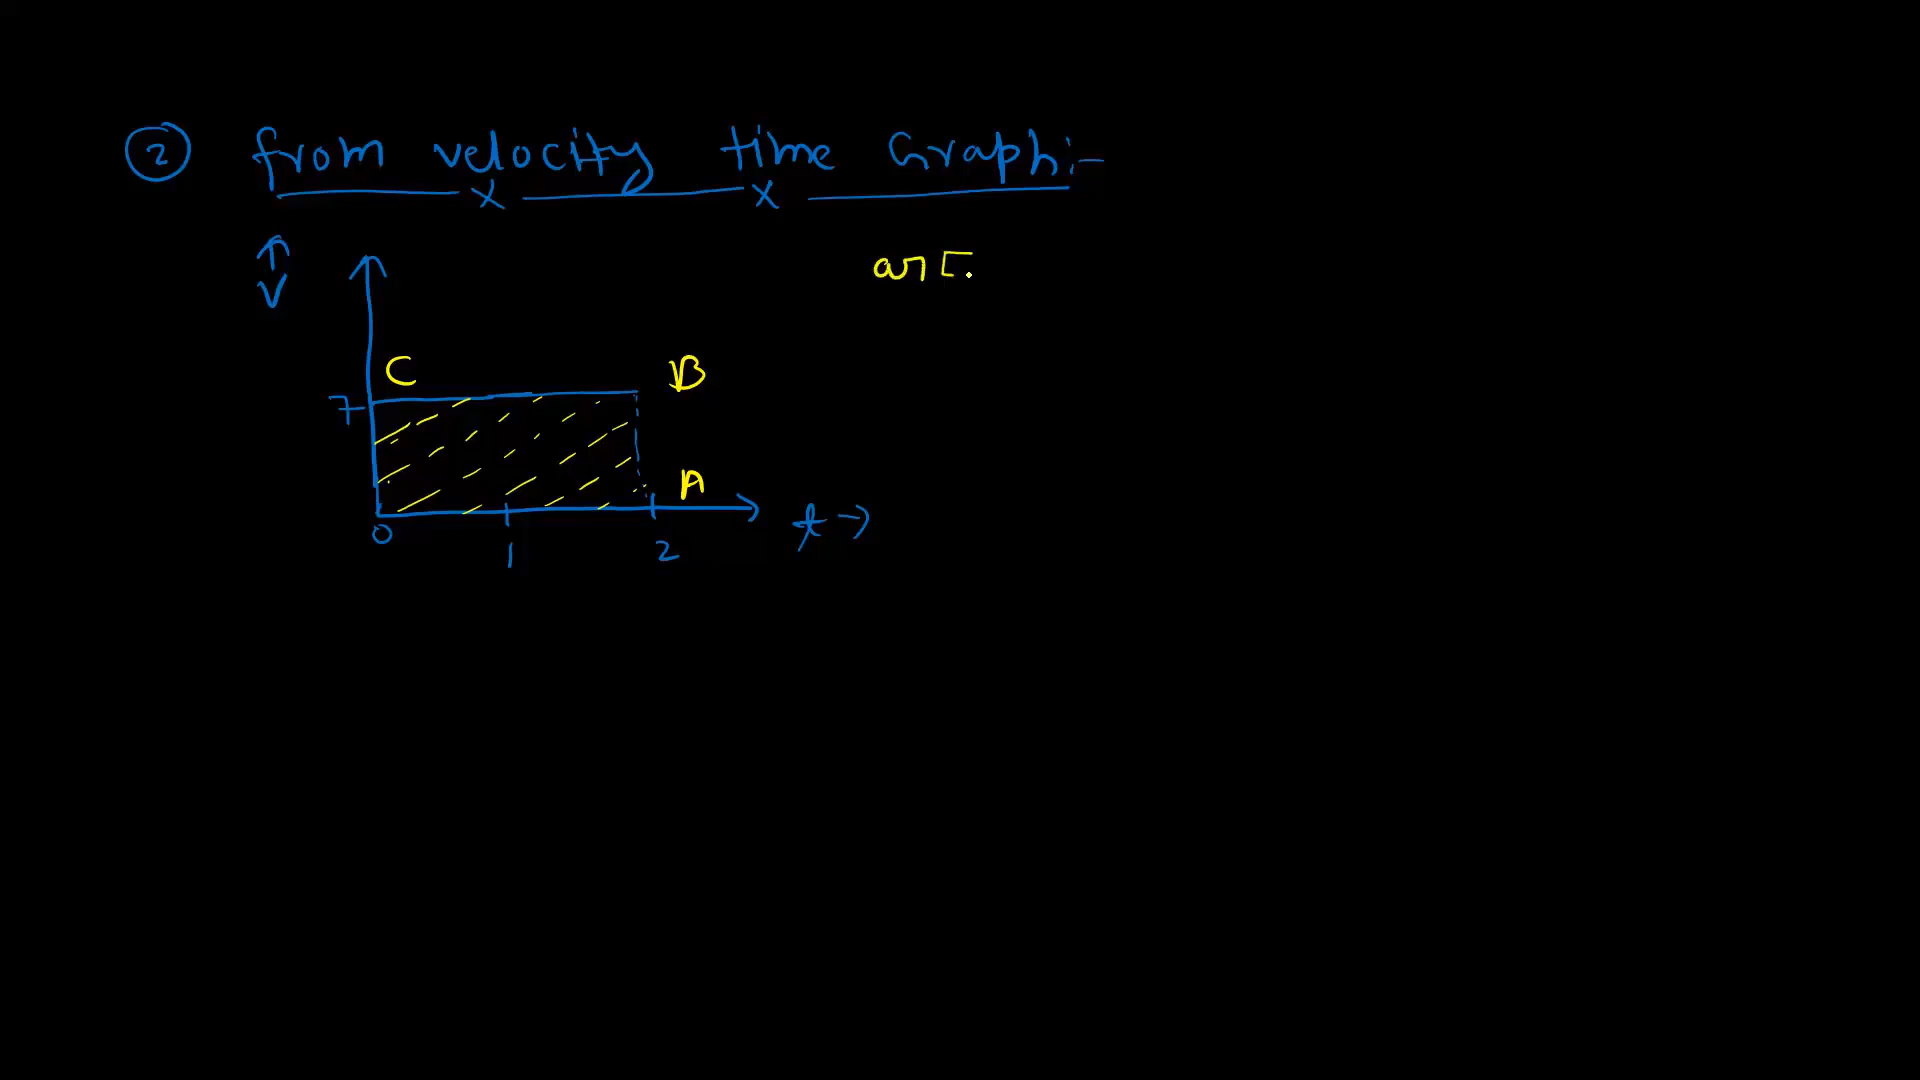 ② from velocity time Graph:-
↑
V
C
B
7
A
0
1
2
t →